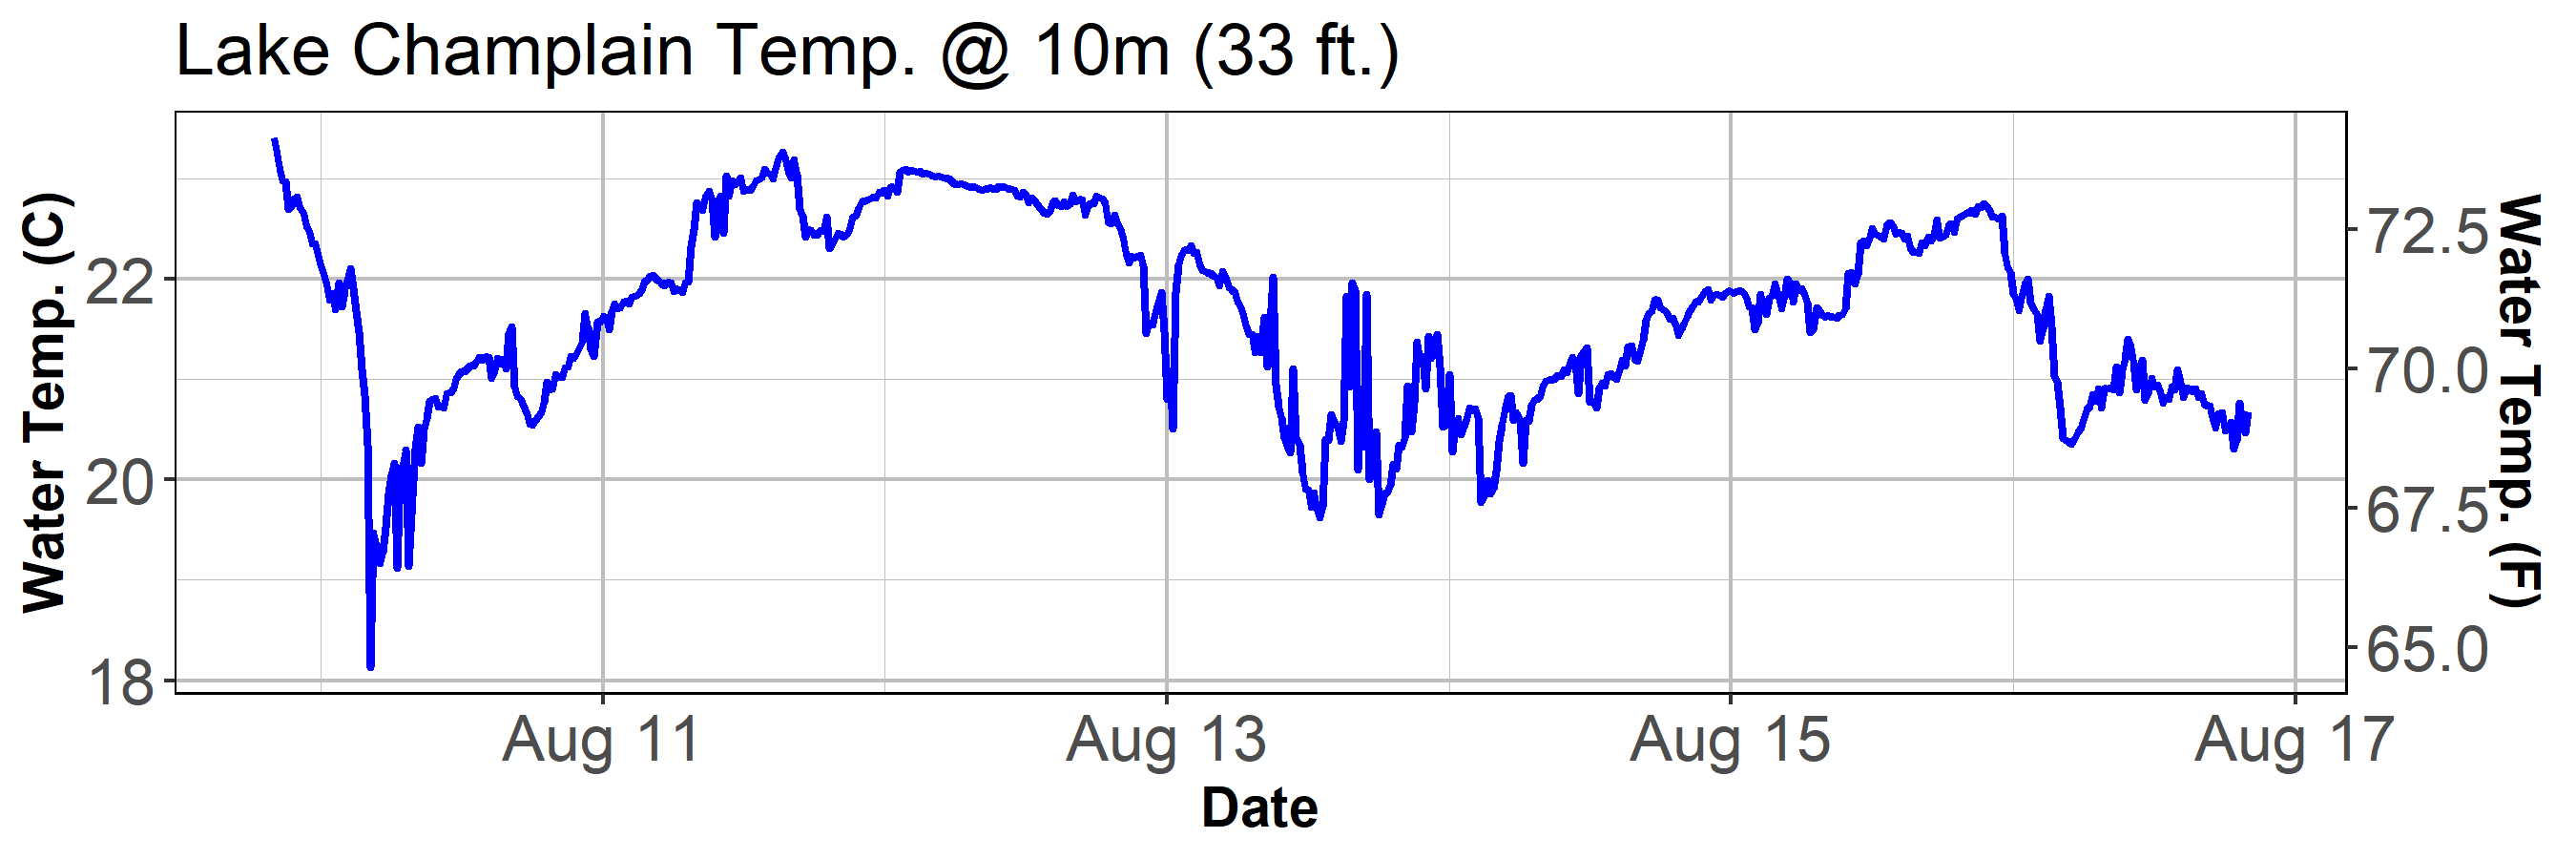 Lake Champlain Temp. @ 10m (33 ft.)
Water Temp. (C)
22
20
18
72.5
70.0
67.5
65.0
Water Temp. (F)
Aug 11
Aug 13
Aug 15
Aug 17
Date